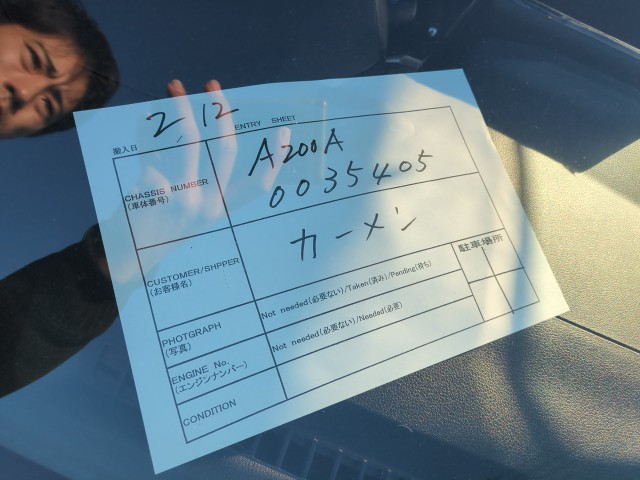 搬入日 2,12 ENTRY SHEET
CHASSIS NUMBER
(車体番号)
A200A
0035405
CUSTOMER/SHPPER
(お客様名)
カーメン
駐車場所
PHOTGRAPH
(写真)
Not needed(必要ない)/Taken(済み)/Pending(待ち)
ENGINE No.
(エンジンナンバー)
Not needed(必要ない)/Needed(必要)
CONDITION